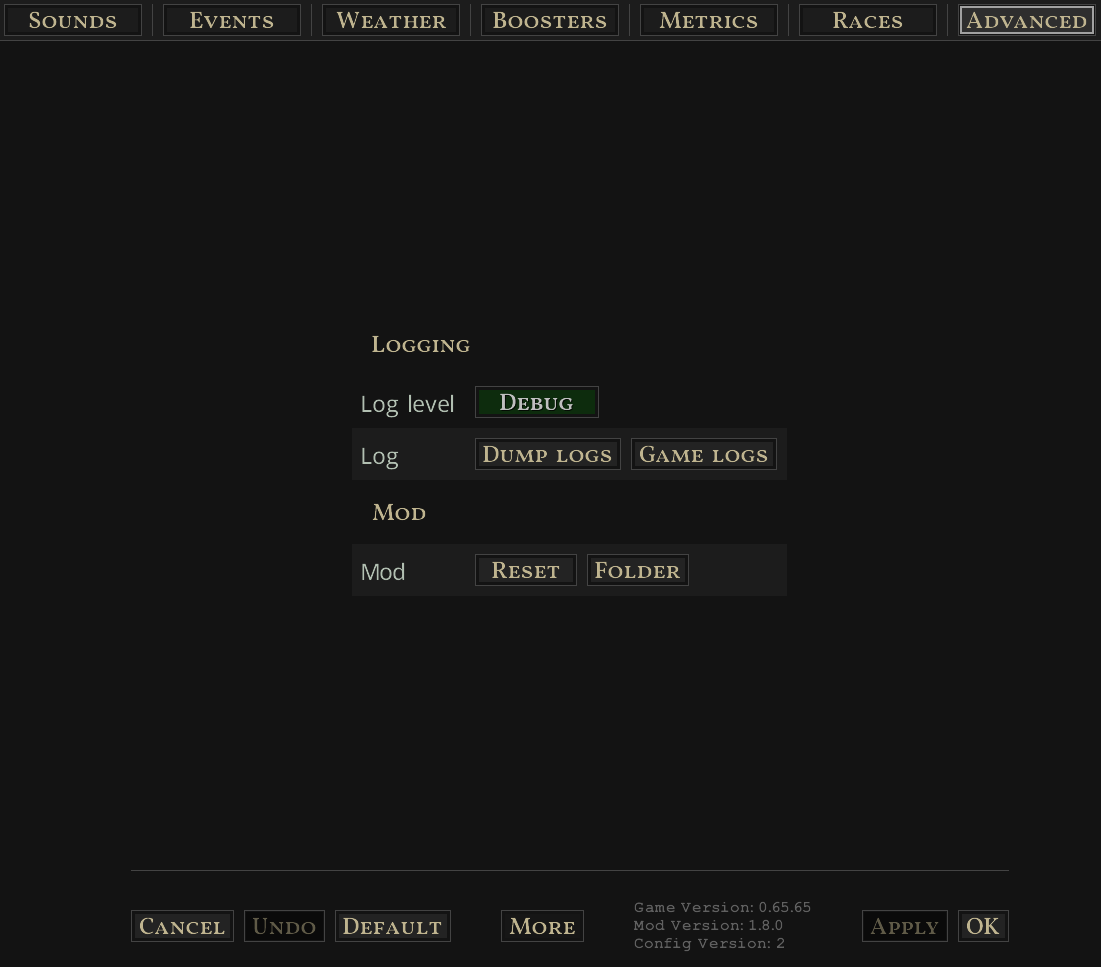 Sounds Events Weather Boosters Metrics Races Advanced
Logging
Log level Debug
Log Dump logs Game logs
Mod
Mod Reset Folder
Cancel Undo Default More
Game Version: 0.65.65
Mod Version: 1.8.0
Config Version: 2
Apply OK